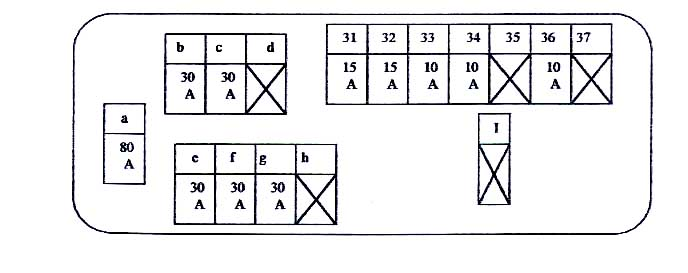 31 32 33 34 35 36 37
15 A 15 A 10 A 10 A 10 A
b c d
30 A 30 A
a
80 A
I
e f g h
30 A 30 A 30 A